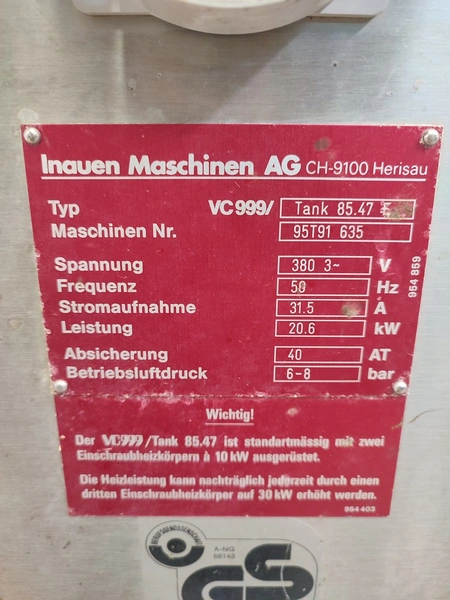 Inauen Maschinen AG CH-9100 Herisau
Typ VC999/ Tank 85.47
Maschinen Nr. 95T91 635
Spannung 380 3~ V
Frequenz 50 Hz
Stromaufnahme 31.5 A
Leistung 20.6 kW
954 859
Absicherung 40 AT
Betriebsluftdruck 6-8 bar
Wichtig!
Der VC999/Tank 85.47 ist standartmässig mit zwei
Einschraubheizkörpern à 10 kW ausgerüstet.
Die Heizleistung kann nachträglich jederzeit durch einen
dritten Einschraubheizkörper auf 30 kW erhöht werden.
954 403
BERUFSGENOSSENSCHAFT
A-NG
GS